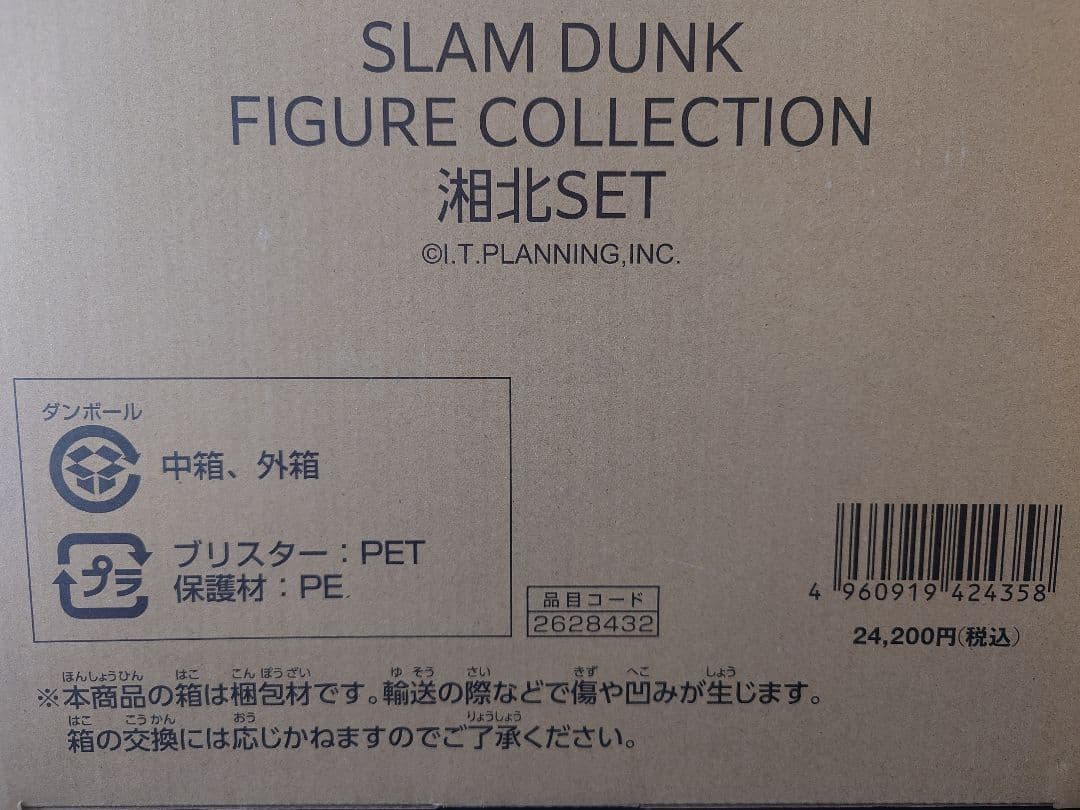 SLAM DUNK
FIGURE COLLECTION
湘北SET
©I.T.PLANNING,INC.
ダンボール
中箱、外箱
プラ
ブリスター：PET
保護材：PE
品目コード
2628432
4 960919 424358
24,200円(税込)
ほんしょうひん はこ こん ぽうざい ゆ そう さい きず へこ しょう
※本商品の箱は梱包材です。輸送の際などで傷や凹みが生じます。
はこ こうかん おう りょうしょう
箱の交換には応じかねますのでご了承ください。